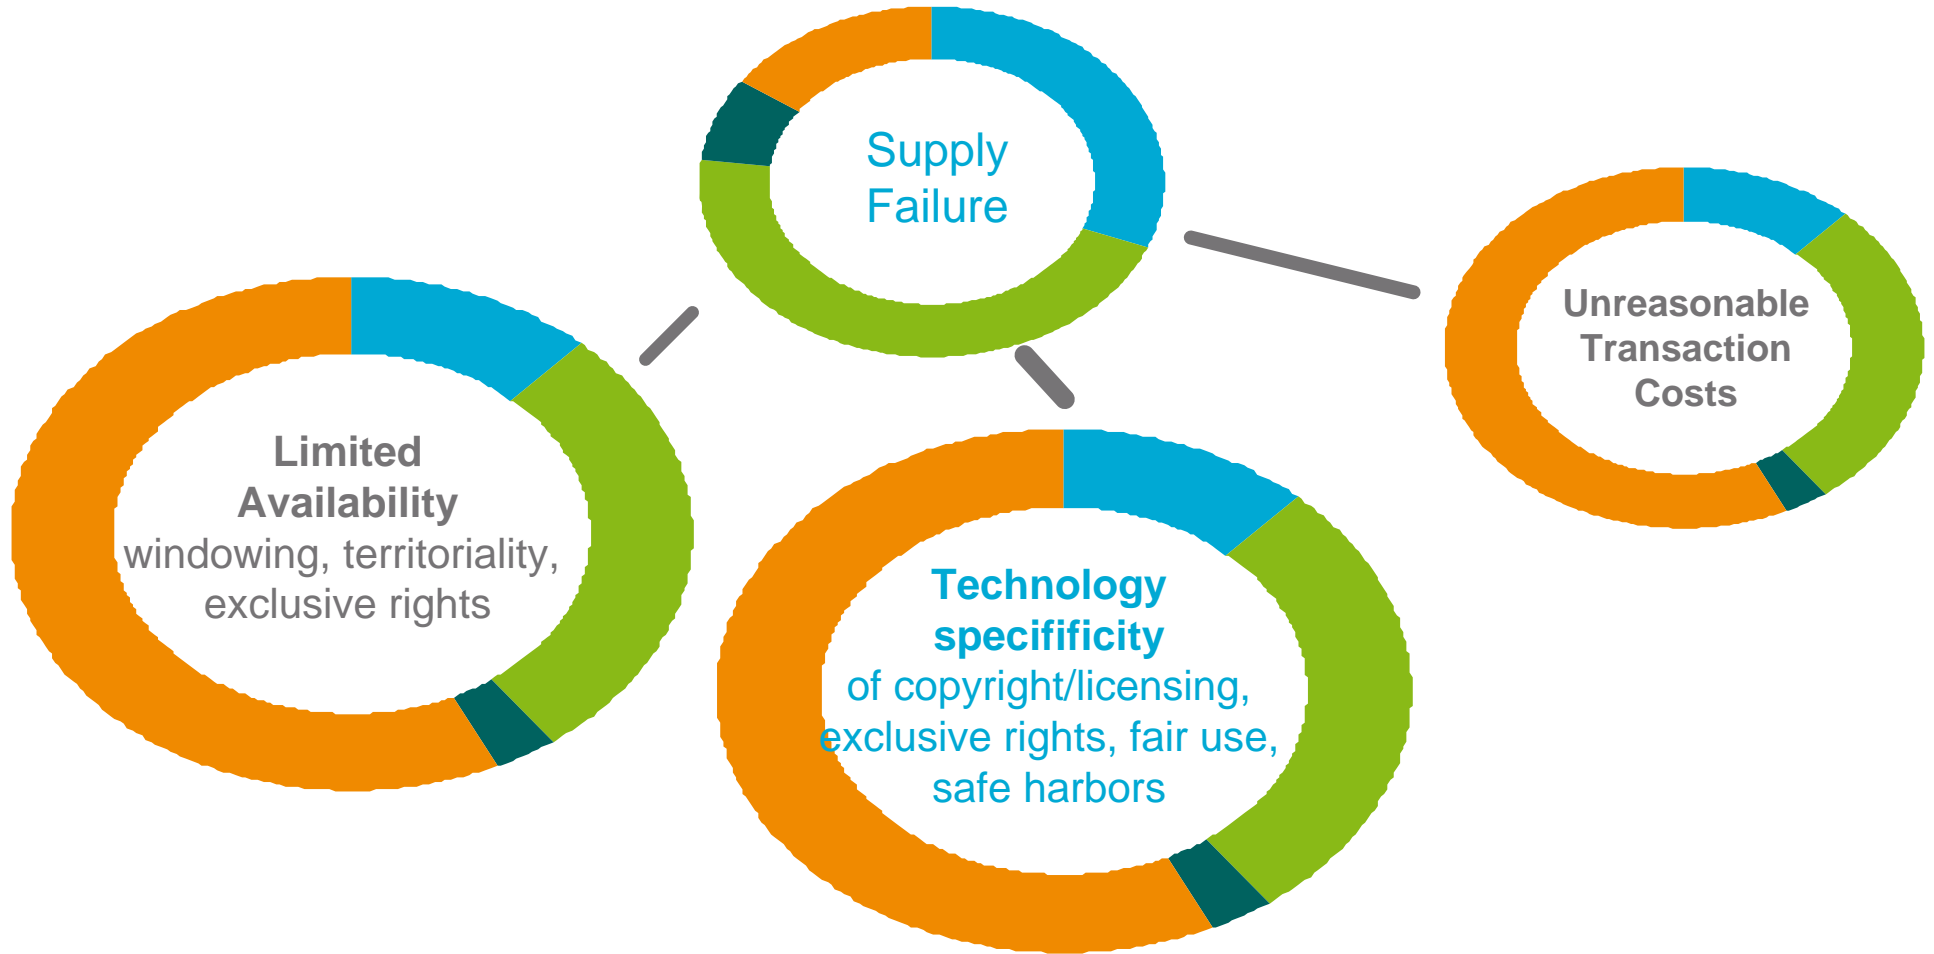 Supply
Failure
Unreasonable
Transaction
Costs
Limited
Availability
windowing, territoriality,
exclusive rights
Technology
specifificity
of copyright/licensing,
exclusive rights, fair use,
safe harbors